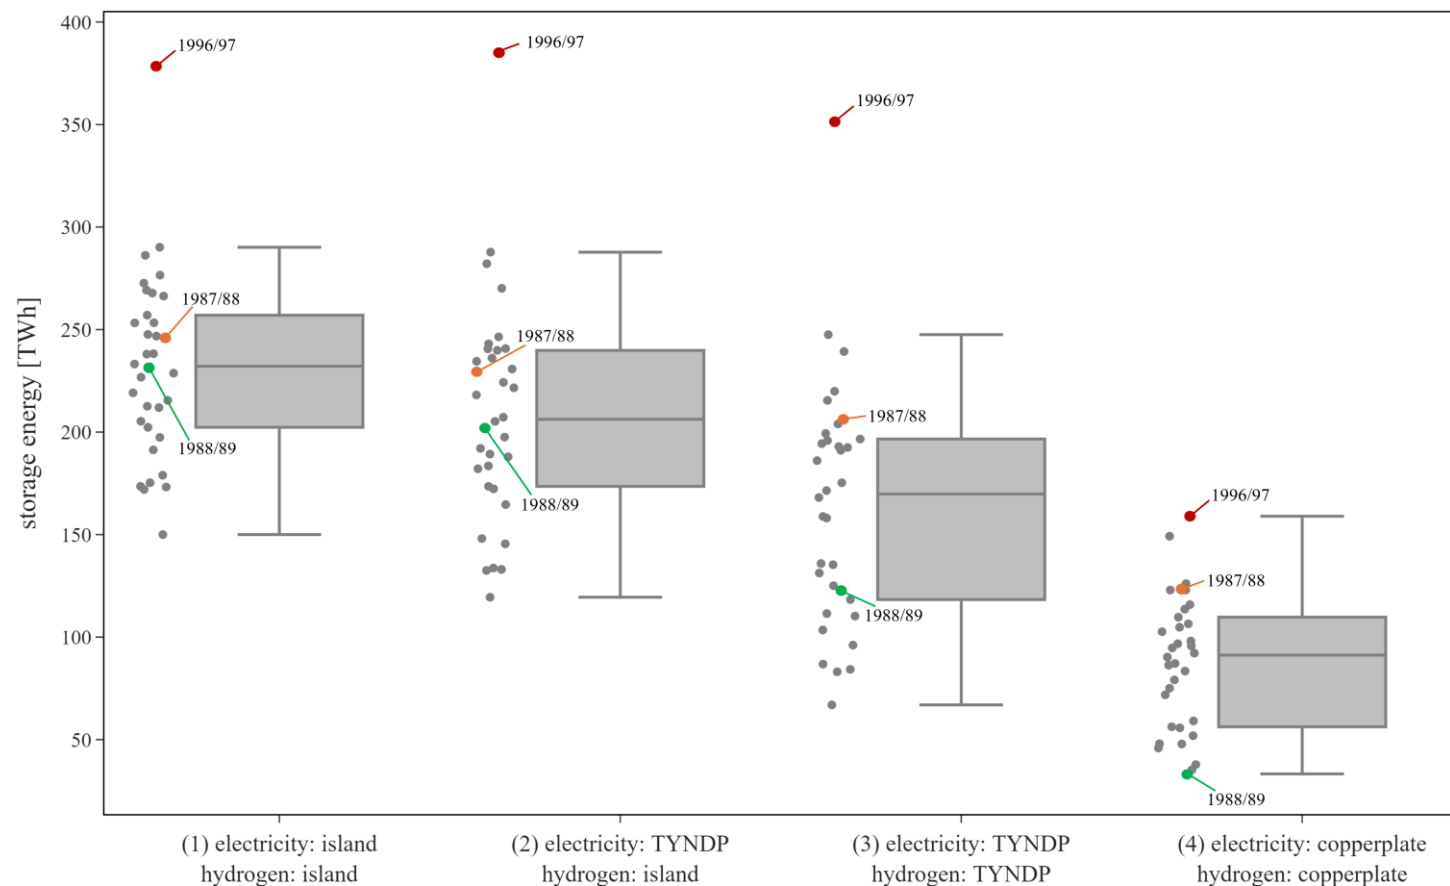 storage energy [TWh]
400
350
300
250
200
150
100
50
1996/97
1987/88
1988/89
1996/97
1987/88
1988/89
1996/97
1987/88
1988/89
1996/97
1987/88
1988/89
(1) electricity: island
hydrogen: island
(2) electricity: TYNDP
hydrogen: island
(3) electricity: TYNDP
hydrogen: TYNDP
(4) electricity: copperplate
hydrogen: copperplate